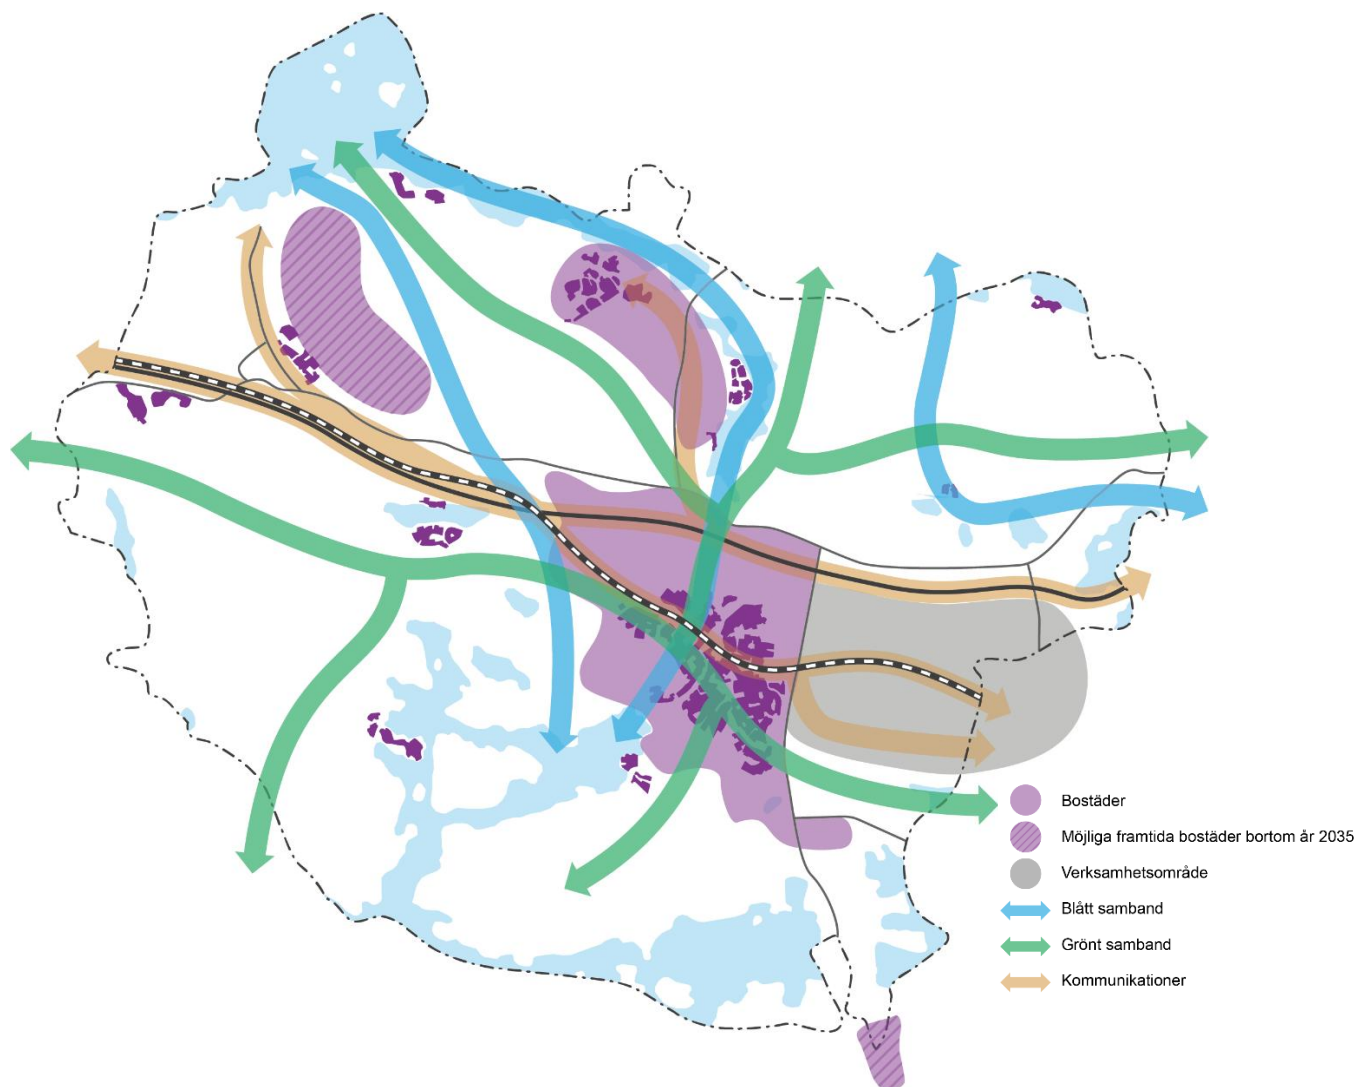 Bostäder
Möjliga framtida bostäder bortom år 2035
Verksamhetsområde
Blått samband
Grönt samband
Kommunikationer